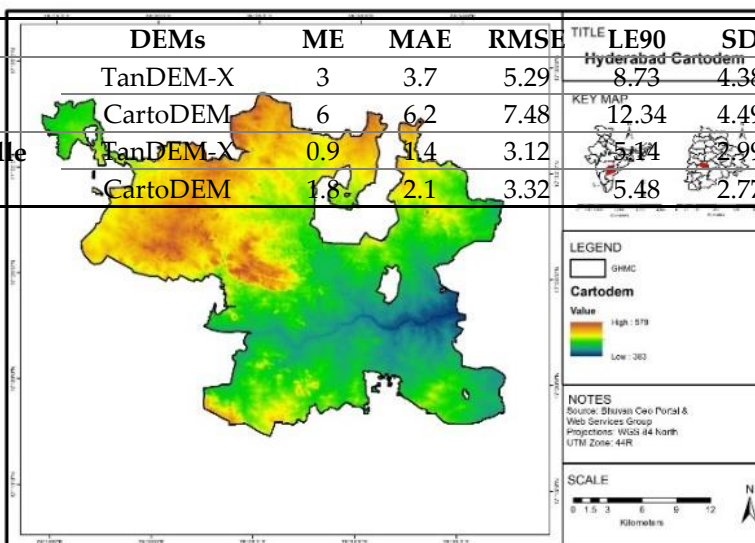 DEMs ME MAE RMSE LE90 SD
TanDEM-X 3 3.7 5.29 8.73 4.38
CartoDEM 6 6.2 7.48 12.34 4.49
lle TanDEM-X 0.9 1.4 3.12 5.14 2.99
CartoDEM 1.8 2.1 3.32 5.48 2.77
TITLE
Hyderabad Cartodem
KEY MAP
LEGEND
GHMC
Cartodem
Value
High : 579
Low : 383
NOTES
Source: Bhuvan Geo Portal &
Web Services Group
Projections: WGS 84 North
UTM Zone: 44R
SCALE
N
0 1.5 3 6 9 12
Kilometers